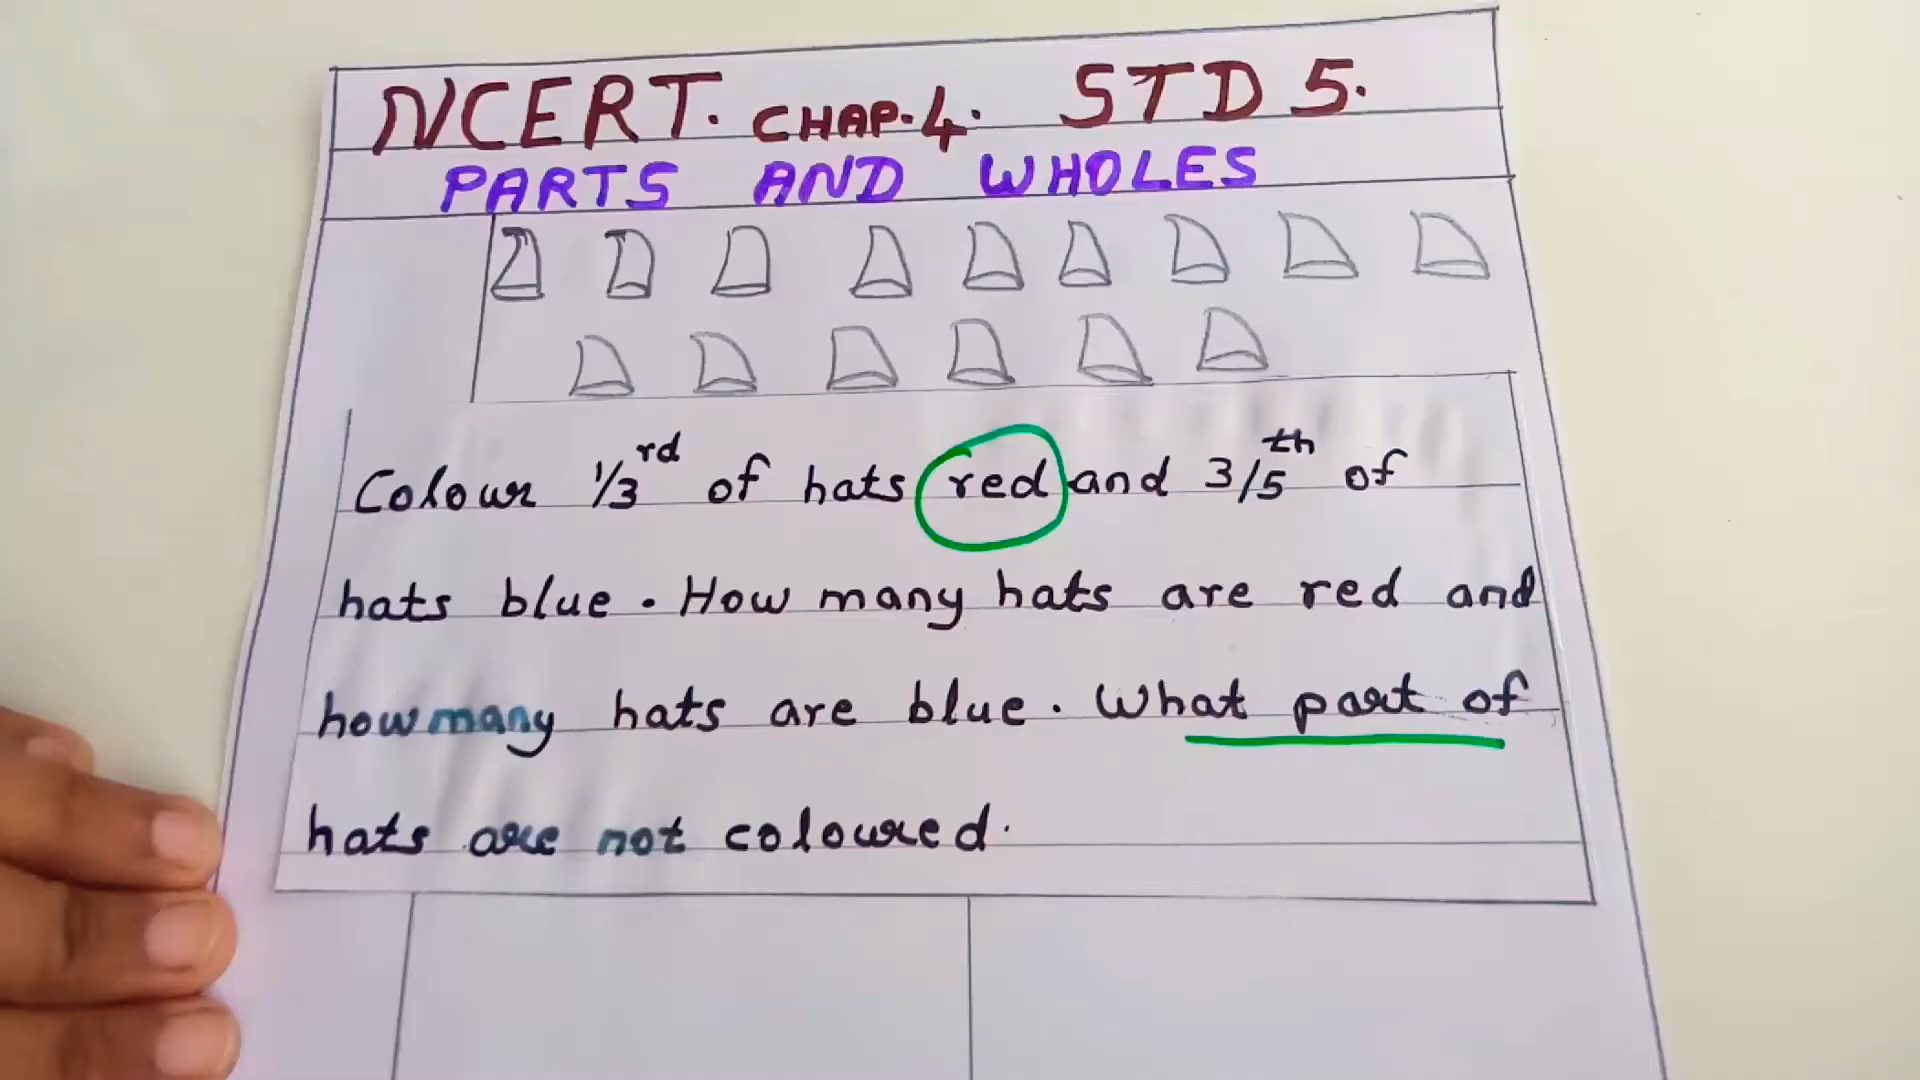 NCERT. CHAP.4. STD 5.
PARTS AND WHOLES
Colour 1/3rd of hats red and 3/5th of
hats blue. How many hats are red and
how many hats are blue. What part of
hats are not coloured.